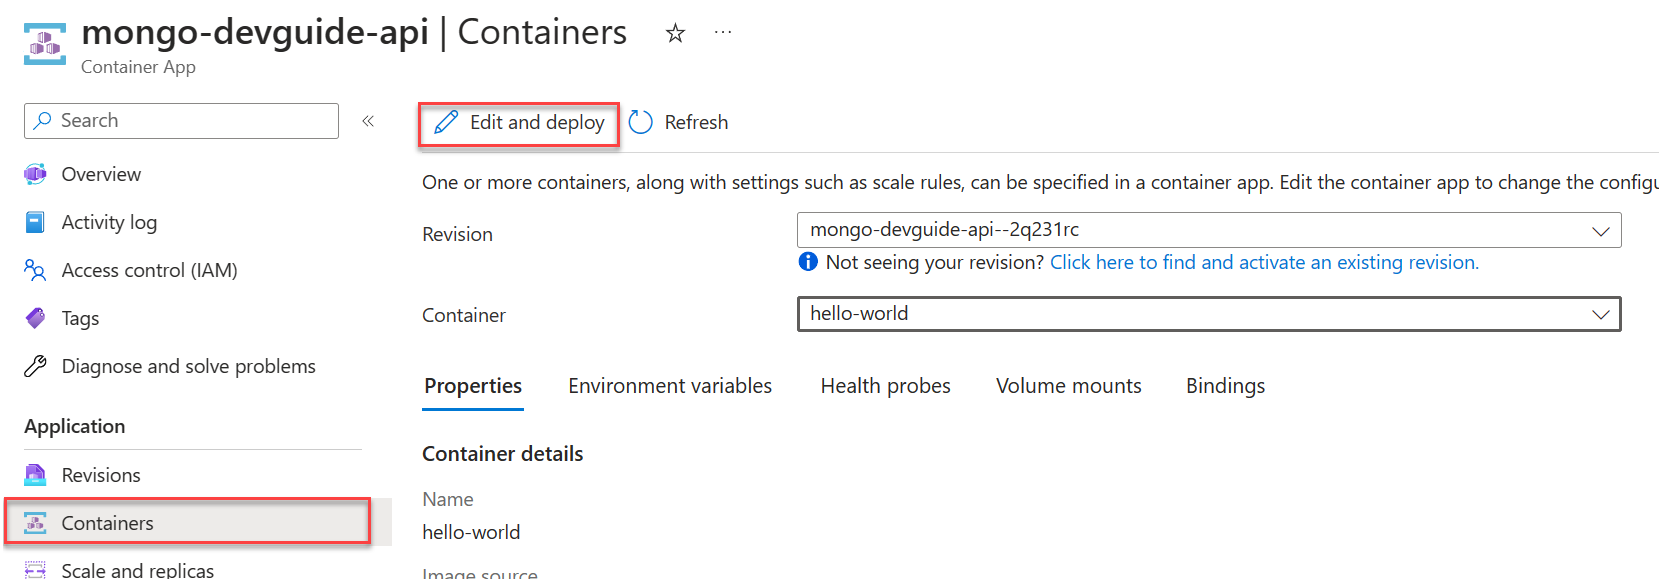 mongo-devguide-api | Containers
Container App
Search
Overview
Activity log
Access control (IAM)
Tags
Diagnose and solve problems
Application
Revisions
Containers
Scale and replicas
Edit and deploy
Refresh
One or more containers, along with settings such as scale rules, can be specified in a container app. Edit the container app to change the configu
Revision
mongo-devguide-api--2q231rc
Not seeing your revision? Click here to find and activate an existing revision.
Container
hello-world
Properties Environment variables Health probes Volume mounts Bindings
Container details
Name
hello-world
Image source